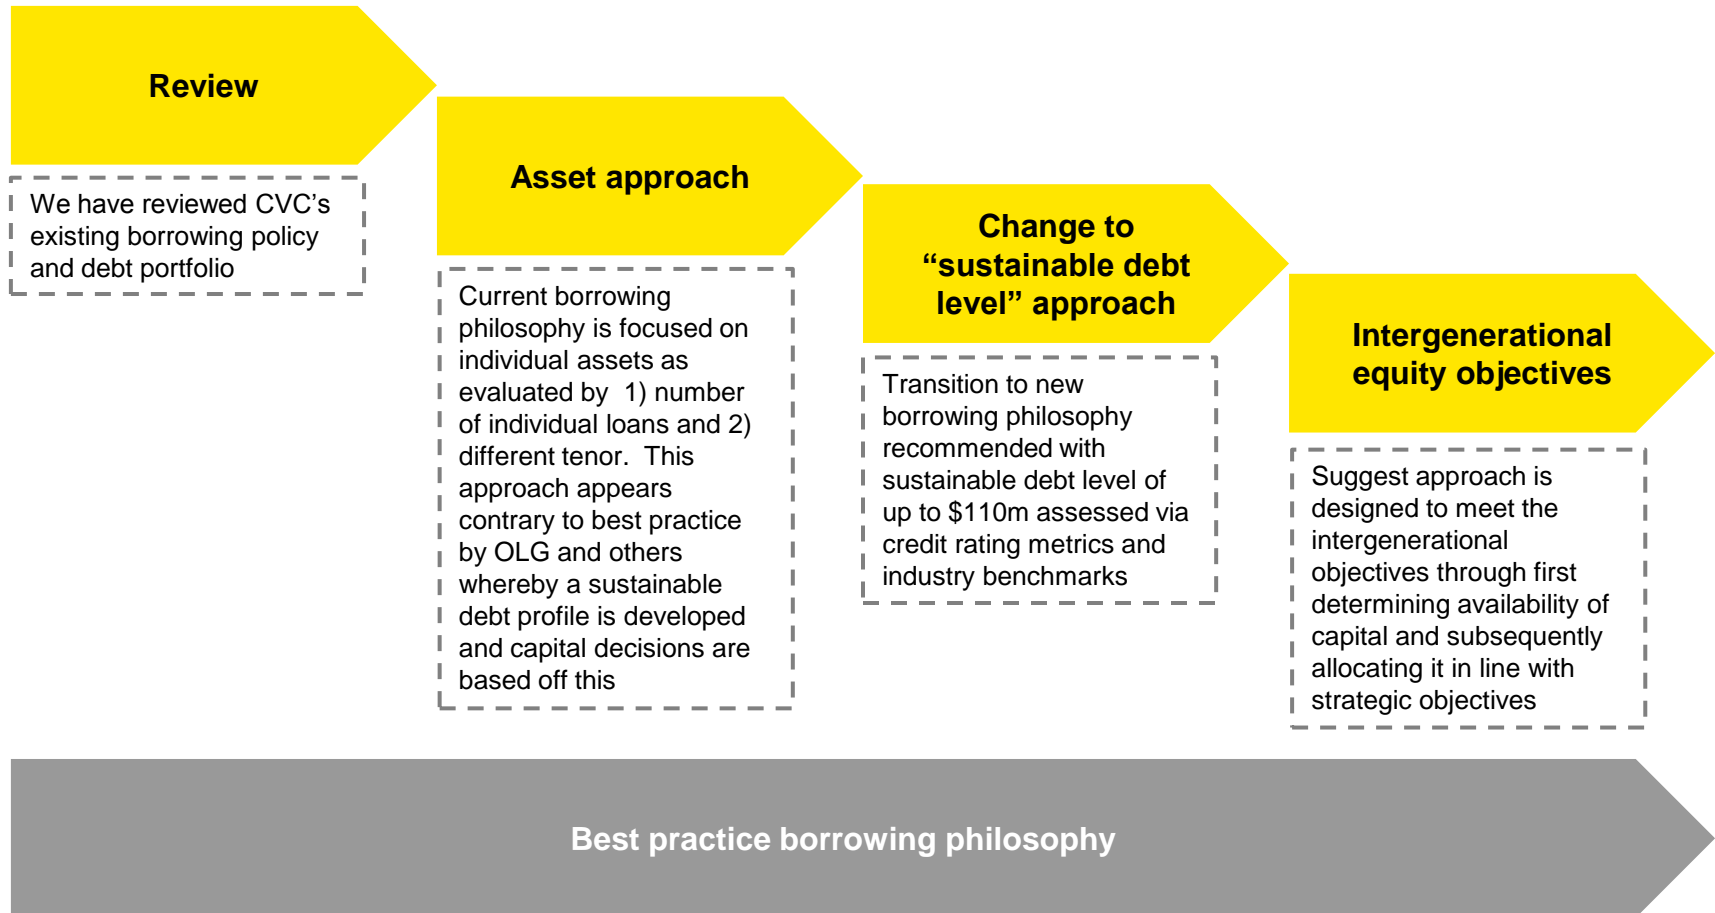 Review
We have reviewed CVC’s
existing borrowing policy
and debt portfolio
Asset approach
Current borrowing
philosophy is focused on
individual assets as
evaluated by  1) number
of individual loans and 2)
different tenor.  This
approach appears
contrary to best practice
by OLG and others
whereby a sustainable
debt profile is developed
and capital decisions are
based off this
Change to
“sustainable debt
level” approach
Transition to new
borrowing philosophy
recommended with
sustainable debt level of
up to $110m assessed via
credit rating metrics and
industry benchmarks
Intergenerational
equity objectives
Suggest approach is
designed to meet the
intergenerational
objectives through first
determining availability of
capital and subsequently
allocating it in line with
strategic objectives
Best practice borrowing philosophy